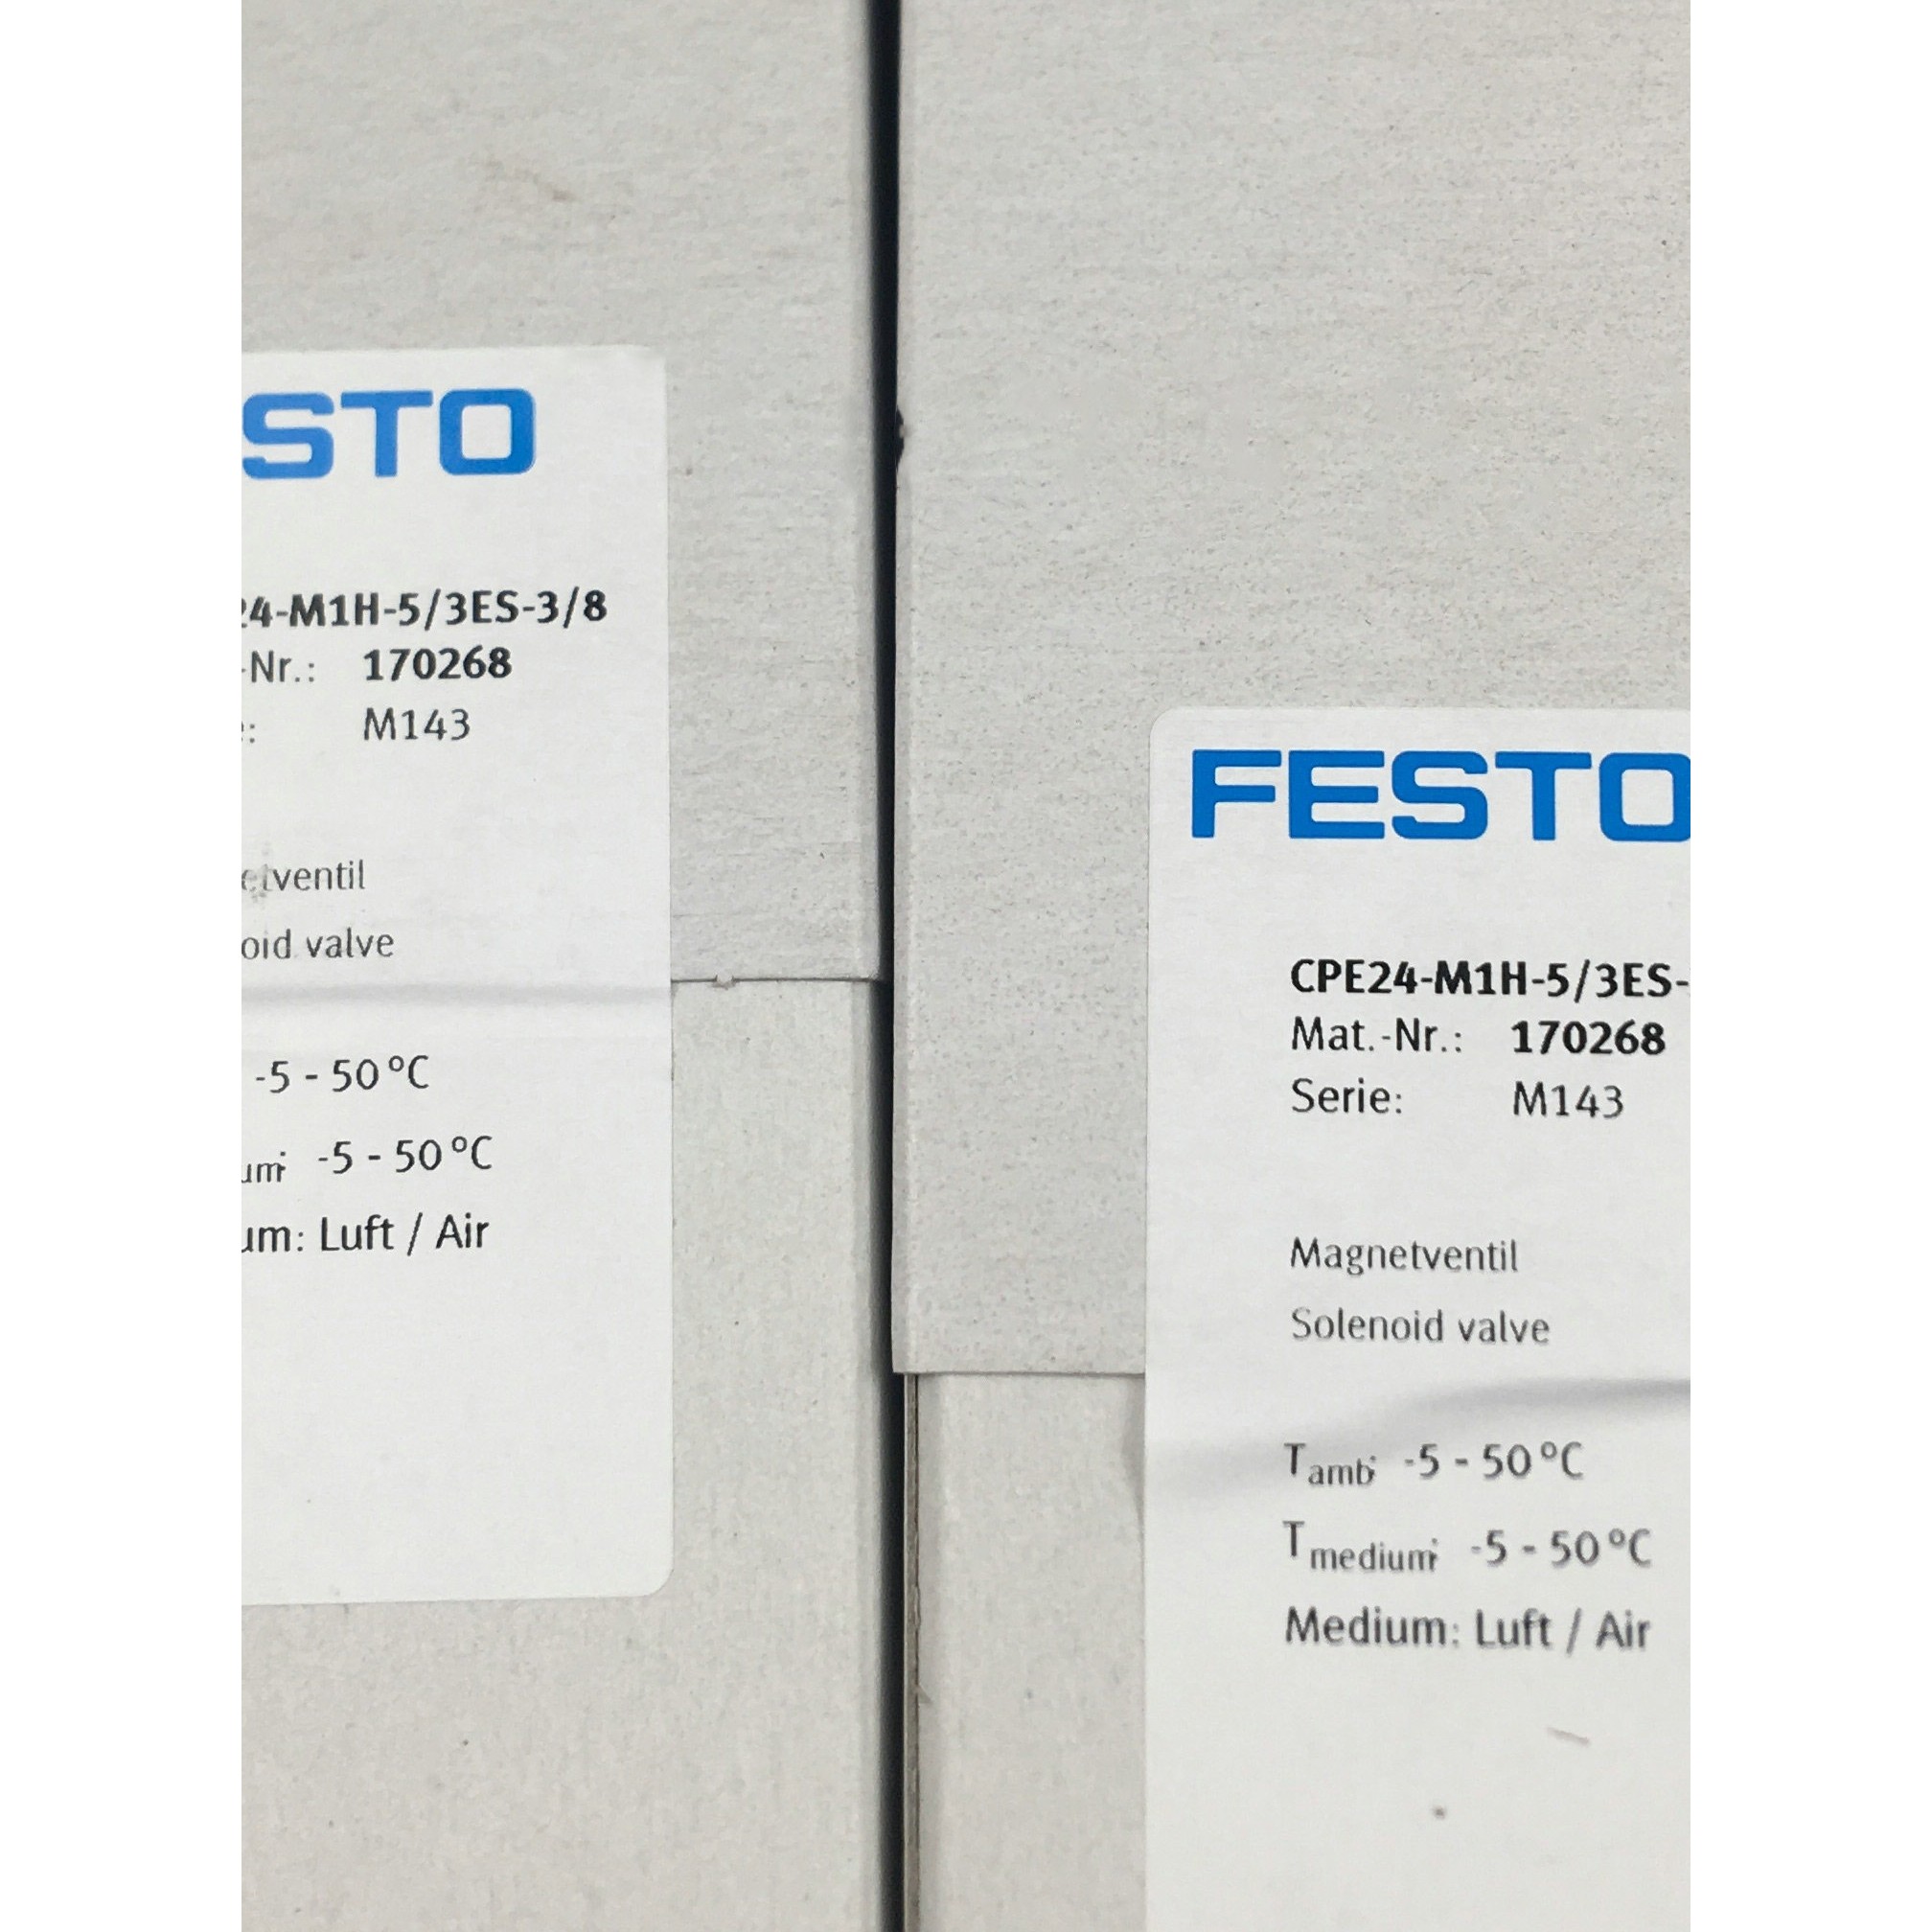 STO
24-M1H-5/3ES-3/8
-Nr.: 170268
e: M143
etventil
oid valve
-5 - 50 °C
um: -5 - 50 °C
um: Luft / Air
FESTO
CPE24-M1H-5/3ES-
Mat.-Nr.: 170268
Serie: M143
Magnetventil
Solenoid valve
Tamb: -5 - 50 °C
Tmedium: -5 - 50 °C
Medium: Luft / Air